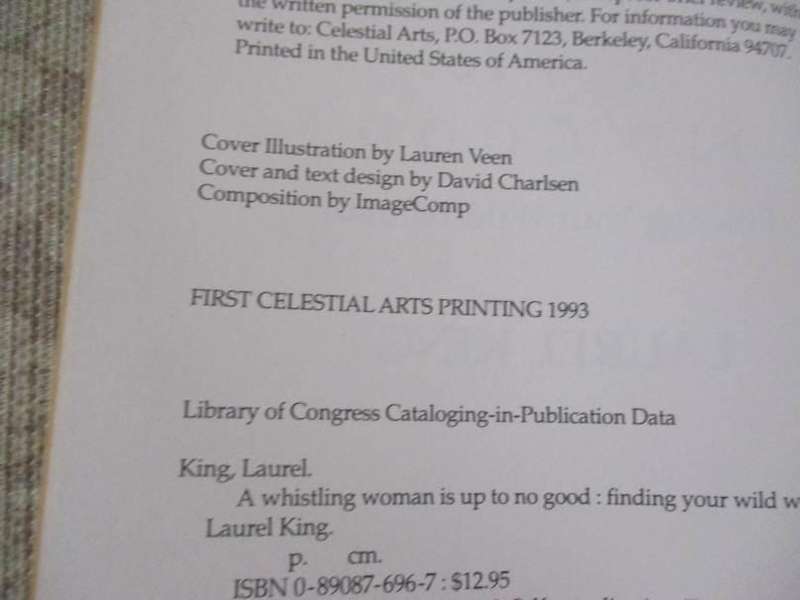 the written permission of the publisher. For information you may
write to: Celestial Arts, P.O. Box 7123, Berkeley, California 94707.
Printed in the United States of America.
Cover Illustration by Lauren Veen
Cover and text design by David Charlsen
Composition by ImageComp
FIRST CELESTIAL ARTS PRINTING 1993
Library of Congress Cataloging-in-Publication Data
King, Laurel.
A whistling woman is up to no good : finding your wild w
Laurel King.
p. cm.
ISBN 0-89087-696-7 : $12.95